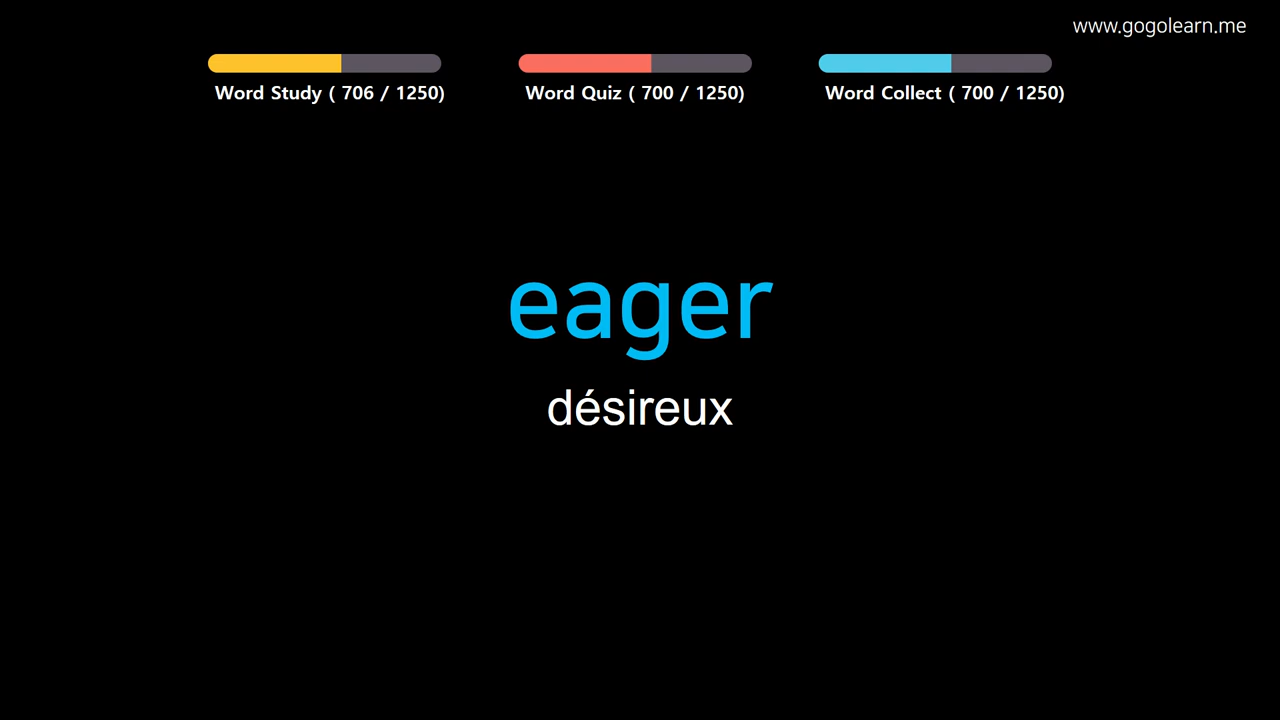 www.gogolearn.me
Word Study ( 706 / 1250)
Word Quiz ( 700 / 1250)
Word Collect ( 700 / 1250)
eager
désireux